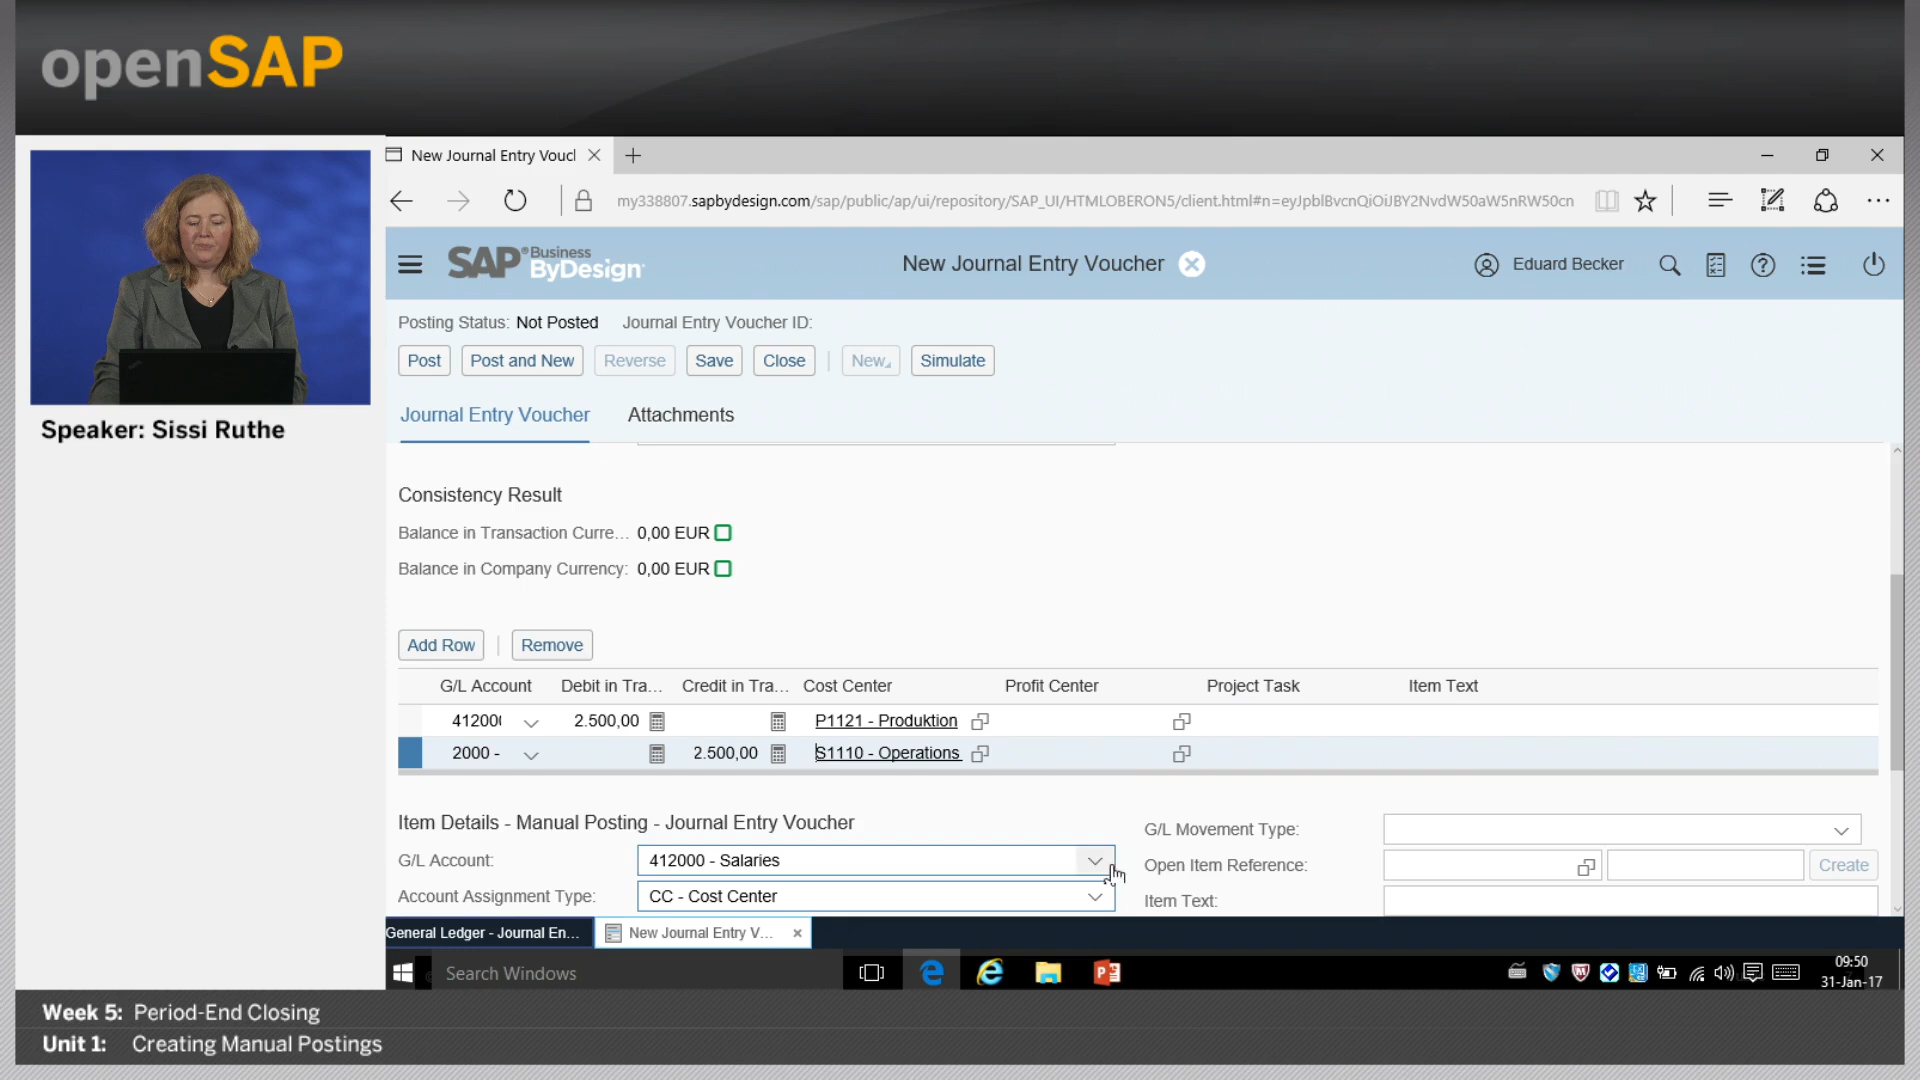 openSAP
New Journal Entry Voucl
my338807.sapbydesign.com/sap/public/ap/ui/repository/SAP_UI/HTMLOBERON5/client.html#n=eyJpblBvcnQiOiJBY2NvdW50aW5nRW50cn
SAP® Business ByDesign
New Journal Entry Voucher
Eduard Becker
Posting Status: Not Posted Journal Entry Voucher ID:
Post Post and New Reverse Save Close New Simulate
Journal Entry Voucher Attachments
Speaker: Sissi Ruthe
Consistency Result
Balance in Transaction Curre... 0,00 EUR
Balance in Company Currency: 0,00 EUR
Add Row Remove
G/L Account Debit in Tra... Credit in Tra... Cost Center Profit Center Project Task Item Text
41200 2.500,00 P1121 - Produktion
2000 - 2.500,00 S1110 - Operations
Item Details - Manual Posting - Journal Entry Voucher
G/L Account: 412000 - Salaries
Account Assignment Type: CC - Cost Center
G/L Movement Type:
Open Item Reference: Create
Item Text:
General Ledger - Journal En... New Journal Entry V...
Search Windows
09:50
31-Jan-17
Week 5: Period-End Closing
Unit 1: Creating Manual Postings